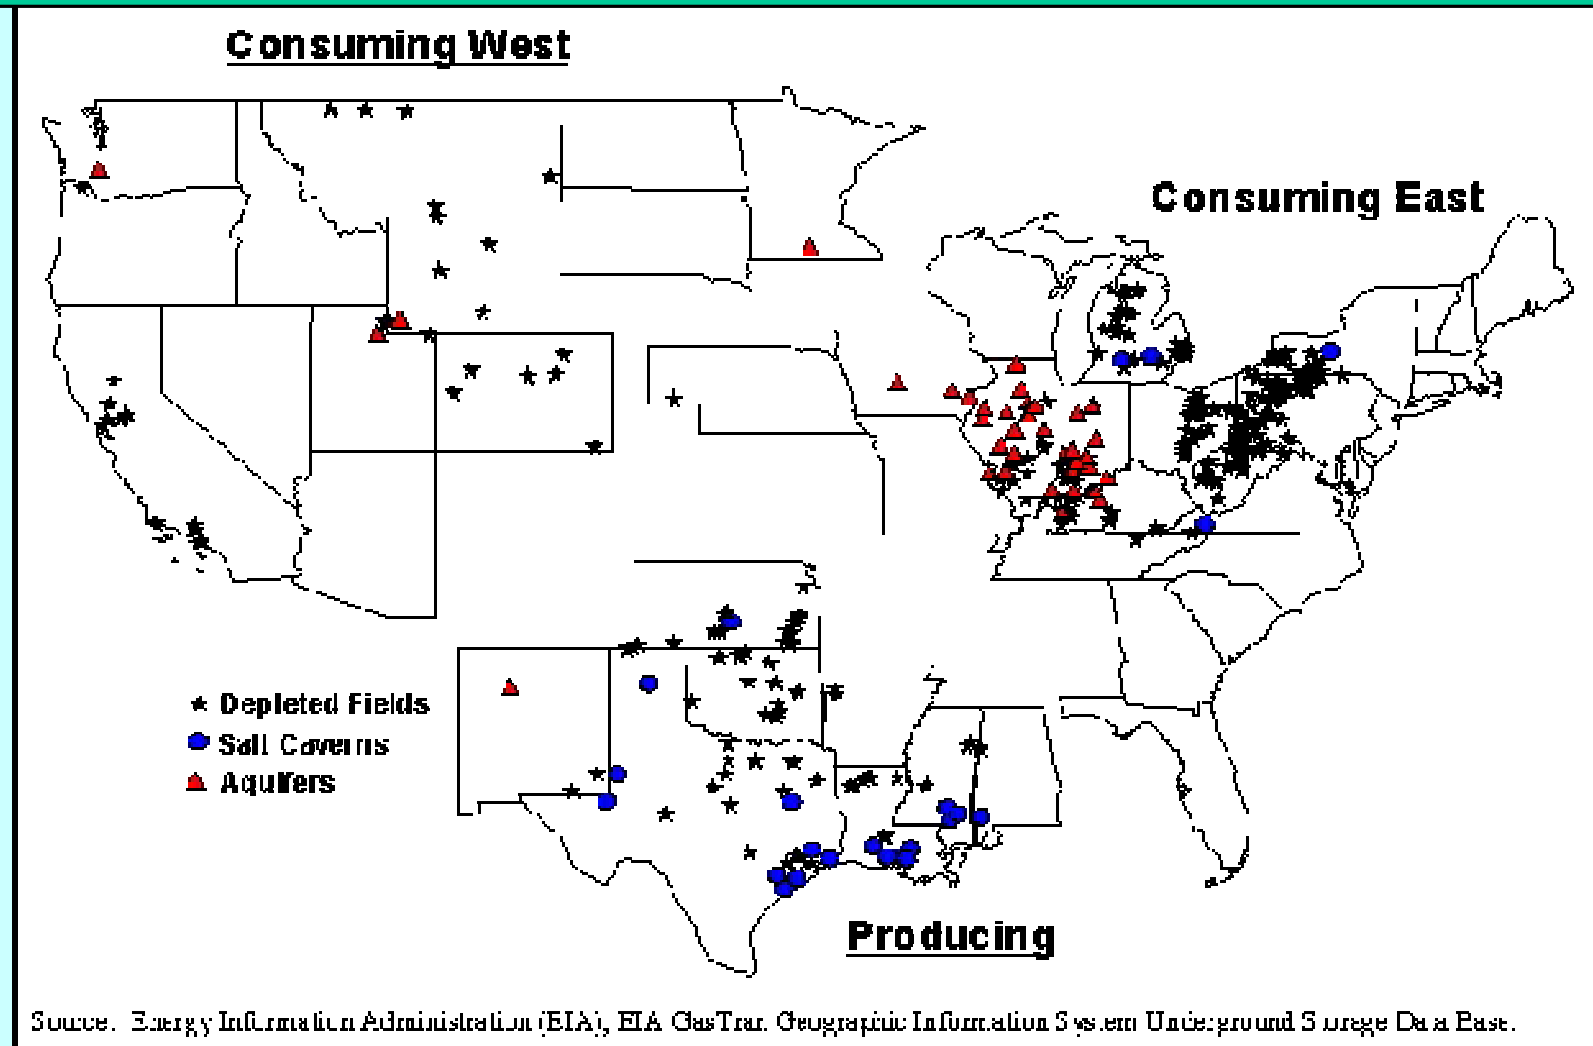 Consuming West
Consuming East
Depleted Fields
Salt Caverns
Aquifers
Producing
Source: Energy Information Administration (EIA), EIA GasTran Geographic Information System Underground Storage Data Base.